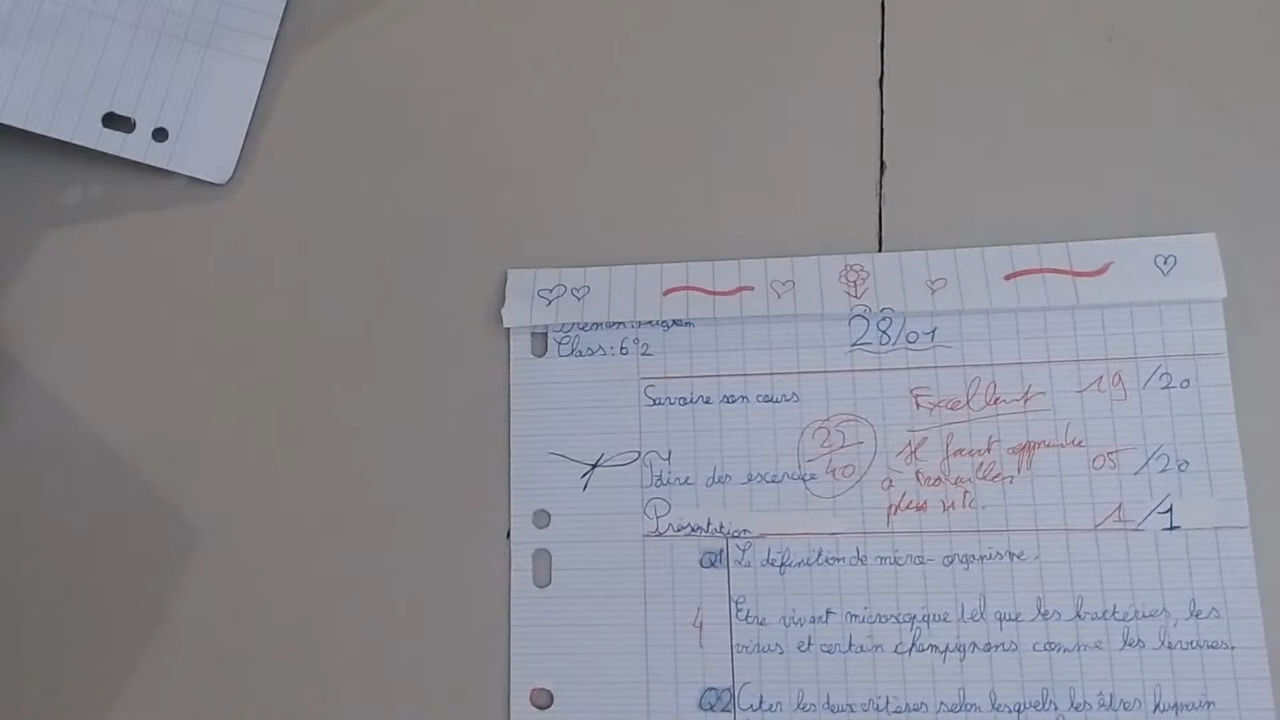 Class: 6°2
28/01
Savoire son cours
Excellent 19/20
25/40
Il faut apprendre
à travailler
plus vite.
Faire des exercice 05/20
Présentation 1/1
Q1 La définition de micro-organisme.
4
Etre vivant microscopique tel que les bactéries, les
virus et certain champignons comme les levures.
Q2 Citer les deux critères selon lesquels les êtres humain